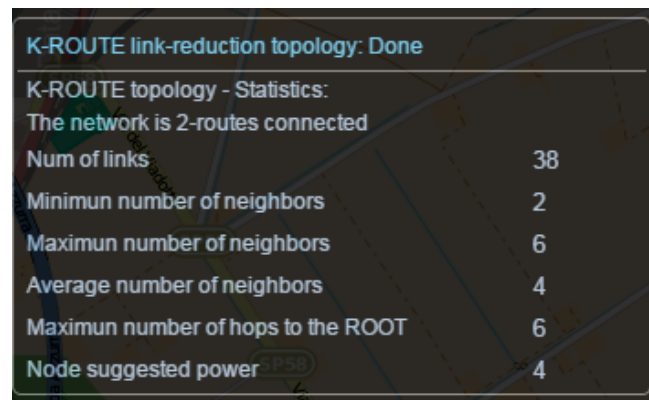 K-ROUTE link-reduction topology: Done
K-ROUTE topology - Statistics:
The network is 2-routes connected
Num of links 38
Minimun number of neighbors 2
Maximun number of neighbors 6
Average number of neighbors 4
Maximun number of hops to the ROOT 6
Node suggested power 4
SP58